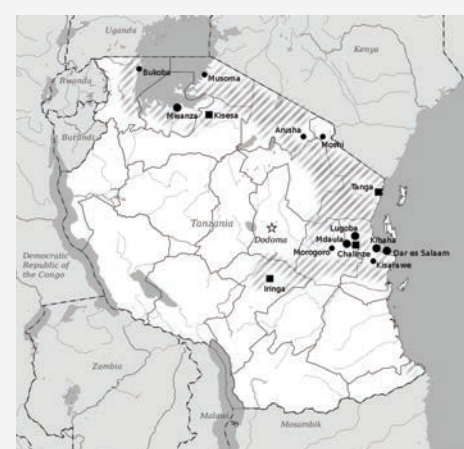 Uganda
Kenya
Bukoba
Musoma
Rwanda
Mwanza
Kisesa
Burundi
Arusha
Moshi
Tanga
Tanzania
Lugoba
Dodoma
Mdaula
Kibaha
Morogoro
Chalinze
Dar es Salaam
Kisarawe
Democratic
Republic of
the Congo
Iringa
Zambia
Malawi
Mosambik